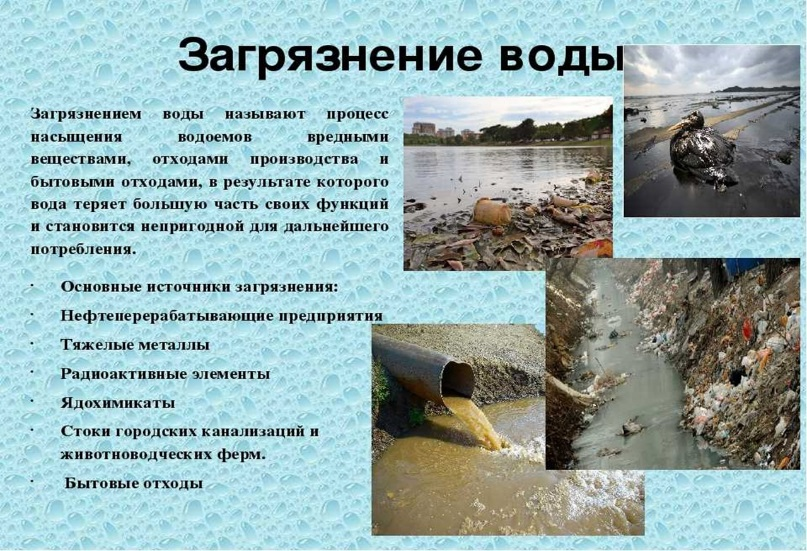 Загрязнение воды
Загрязнением воды называют процесс
насыщения водоемов вредными
веществами, отходами производства и
бытовыми отходами, в результате которого
вода теряет большую часть своих функций
и становится непригодной для дальнейшего
потребления.
· Основные источники загрязнения:
· Нефтеперерабатывающие предприятия
· Тяжелые металлы
· Радиоактивные элементы
· Ядохимикаты
· Стоки городских канализаций и
животноводческих ферм.
· Бытовые отходы